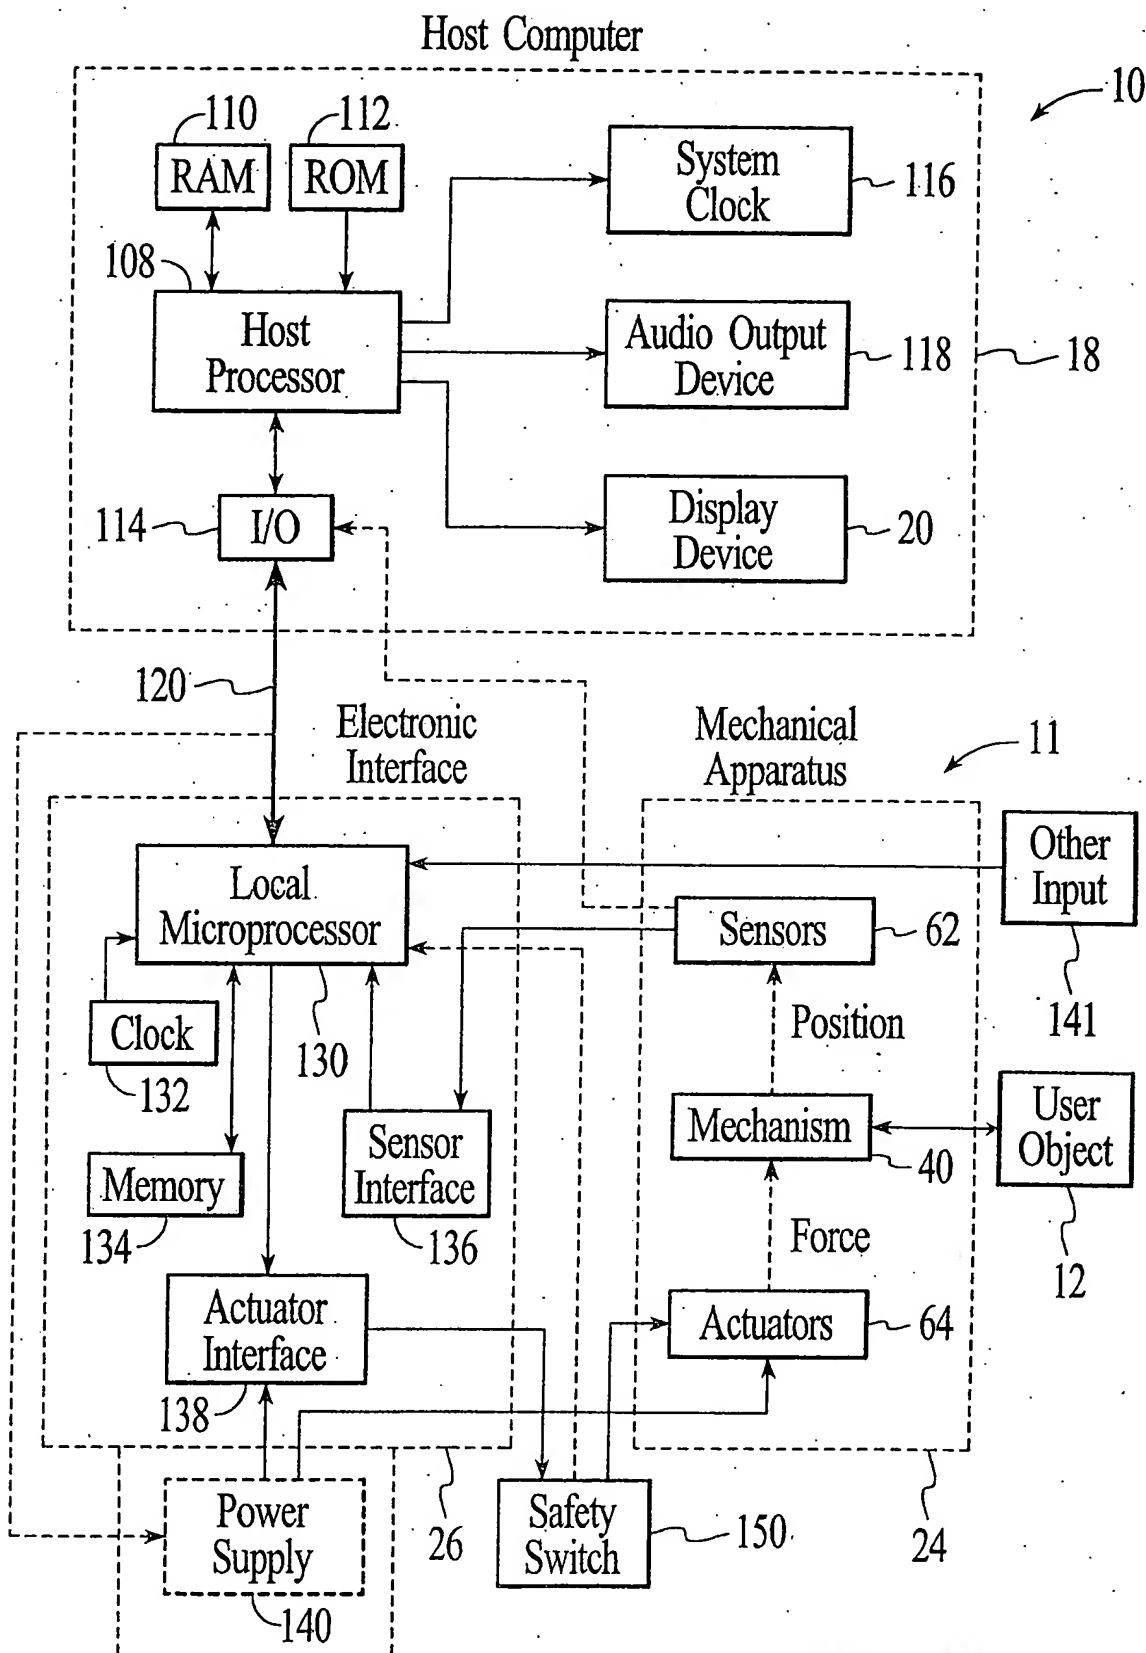 Host Computer
10
110
112
RAM
ROM
System
Clock
116
108
Host
Processor
Audio Output
Device
118
18
114
I/O
Display
Device
20
120
Electronic
Interface
Mechanical
Apparatus
11
Local
Microprocessor
Other
Input
Sensors
62
141
Clock
132
130
Position
Memory
134
Sensor
Interface
136
Mechanism
40
User
Object
12
Force
Actuator
Interface
138
Actuators
64
Power
Supply
140
26
Safety
Switch
150
24